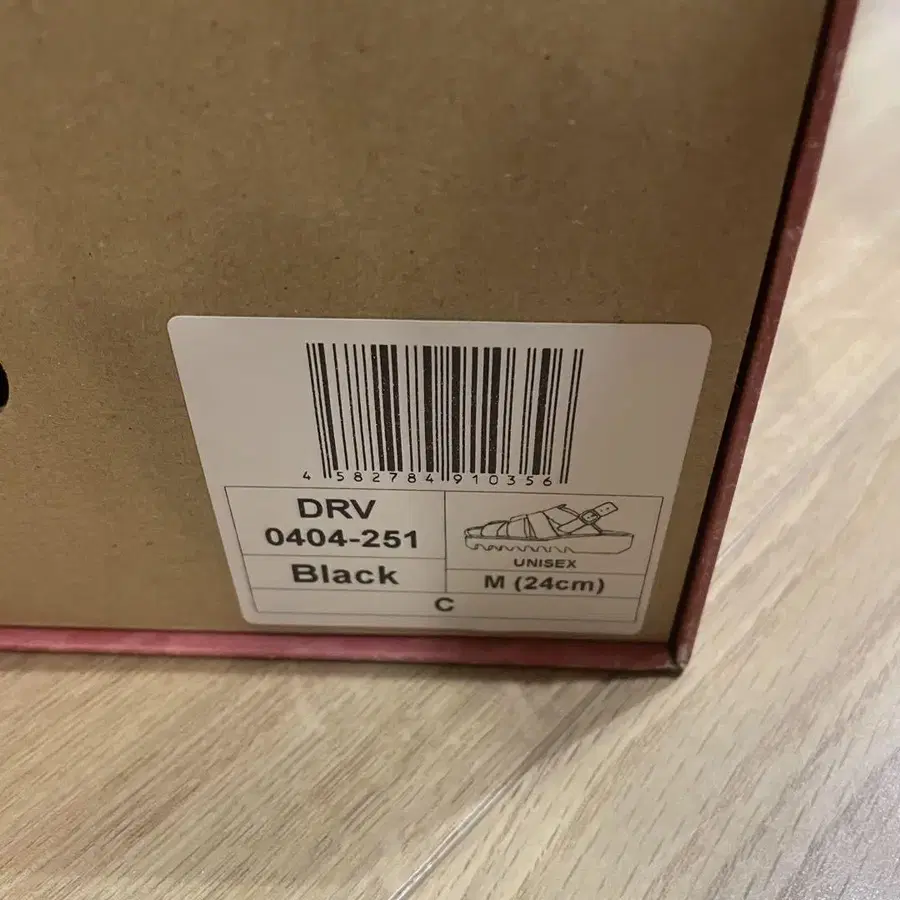 4 582784 910356
DRV
0404-251
Black
UNISEX
M (24cm)
C